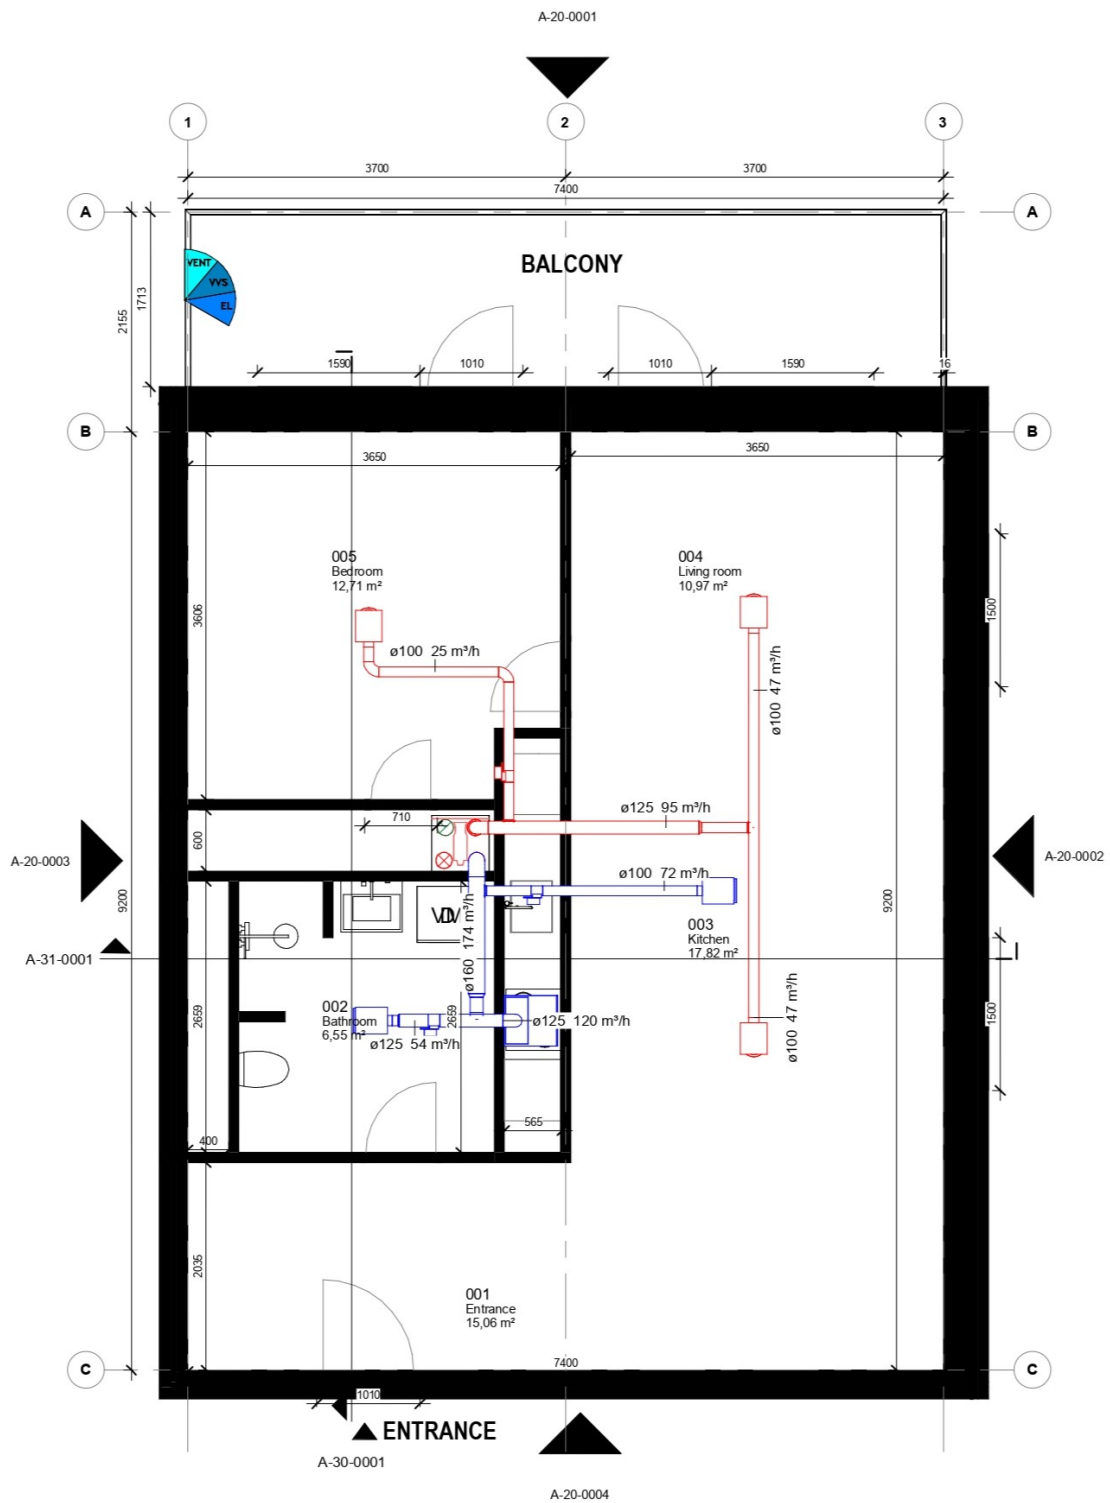 A-20-0001
1
2
3
3700
3700
7400
A
A
BALCONY
VENT
VVS
EL
1713
2155
1590
1010
1010
1590
16
B
B
3650
3650
005
Bedroom
12,71 m²
004
Living room
10,97 m²
3606
1500
ø100 25 m³/h
ø100 47 m³/h
ø125 95 m³/h
710
600
A-20-0003
A-20-0002
ø100 72 m³/h
9200
9200
VDV
ø160 174 m³/h
003
Kitchen
17,82 m²
A-31-0001
002
Bathroom
6,55 m²
2659
2659
ø125 120 m³/h
ø125 54 m³/h
ø100 47 m³/h
1500
565
400
2035
001
Entrance
15,06 m²
7400
C
C
1010
ENTRANCE
A-30-0001
A-20-0004